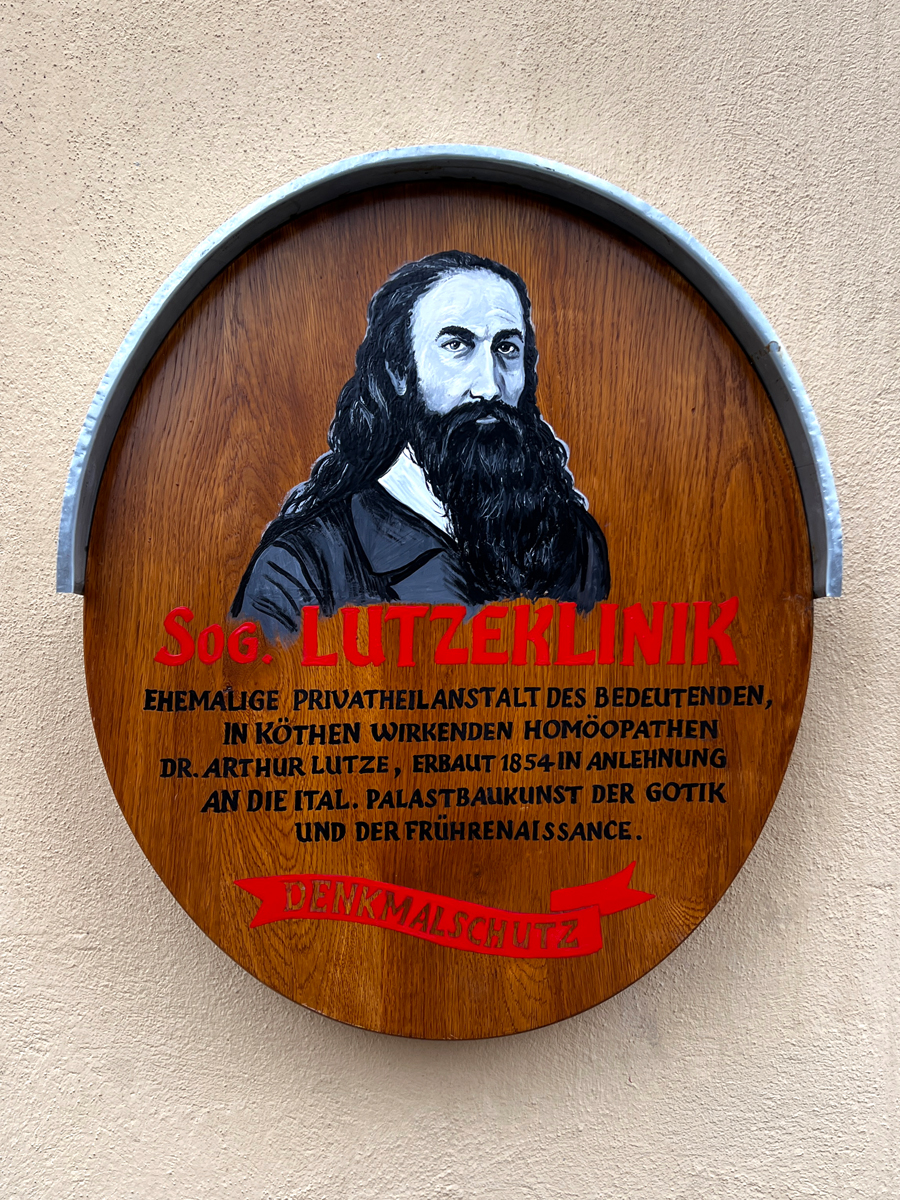 SOG. LUTZEKLINIK
EHEMALIGE PRIVATHEILANSTALT DES BEDEUTENDEN,
IN KÖTHEN WIRKENDEN HOMÖOPATHEN
DR. ARTHUR LUTZE, ERBAUT 1854 IN ANLEHNUNG
AN DIE ITAL. PALASTBAUKUNST DER GOTIK
UND DER FRÜHRENAISSANCE.
DENKMALSCHUTZ